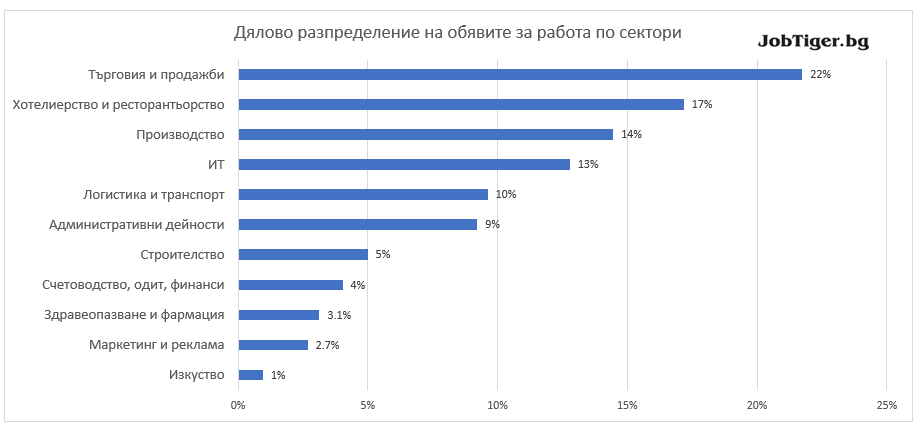 Дялово разпределение на обявите за работа по сектори
JobTiger.bg
Търговия и продажби 22%
Хотелиерство и ресторантьорство 17%
Производство 14%
ИТ 13%
Логистика и транспорт 10%
Административни дейности 9%
Строителство 5%
Счетоводство, одит, финанси 4%
Здравеопазване и фармация 3.1%
Маркетинг и реклама 2.7%
Изкуство 1%
0% 5% 10% 15% 20% 25%